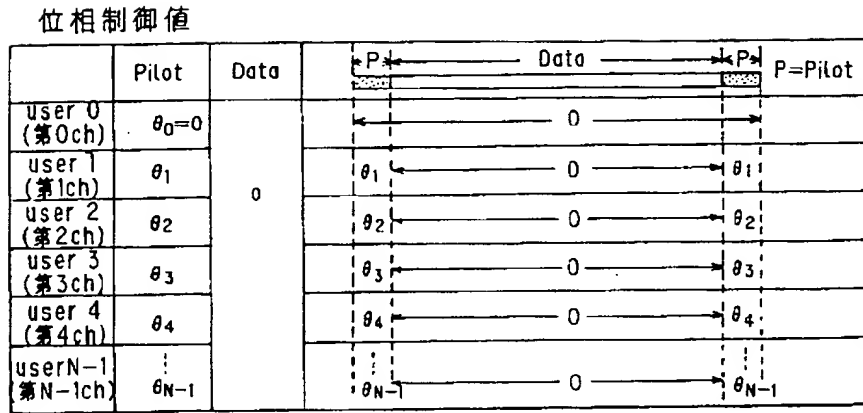 位相制御値
Pilot Data P Data P P=Pilot
user 0 θ0=0 0
(第0ch)
user 1 θ1 θ1 0 θ1
(第1ch)
0
user 2 θ2 θ2 0 θ2
(第2ch)
user 3 θ3 θ3 0 θ3
(第3ch)
user 4 θ4 θ4 0 θ4
(第4ch)
userN-1 ⋮ ⋮ ⋮
(第N-1ch) θN-1 θN-1 0 θN-1